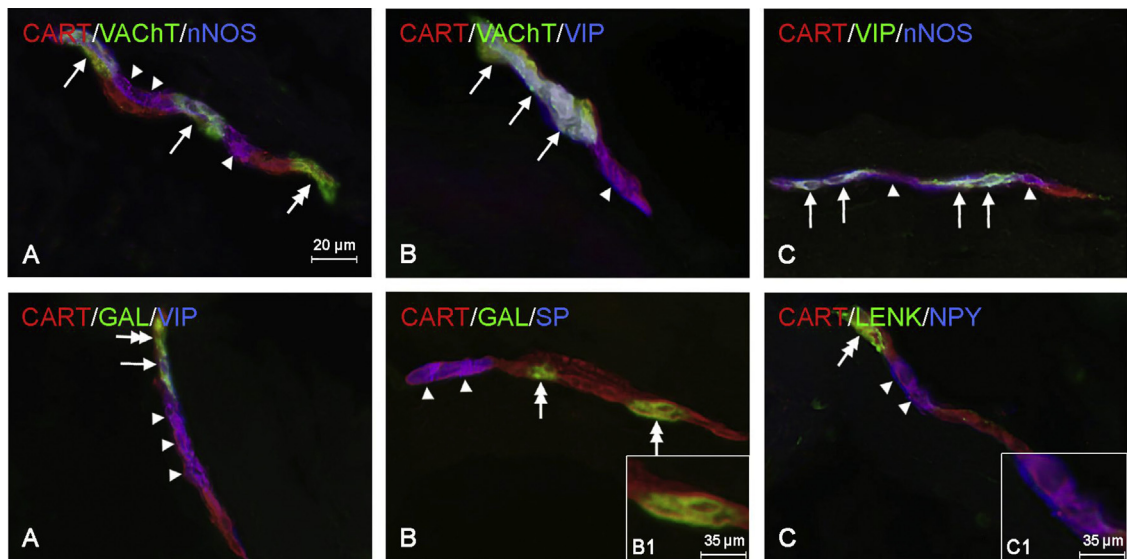 CART/VAChT/nNOS
A
20 µm
CART/VAChT/VIP
B
CART/VIP/nNOS
C
CART/GAL/VIP
A
CART/GAL/SP
B
B1
35 µm
CART/LENK/NPY
C
C1
35 µm